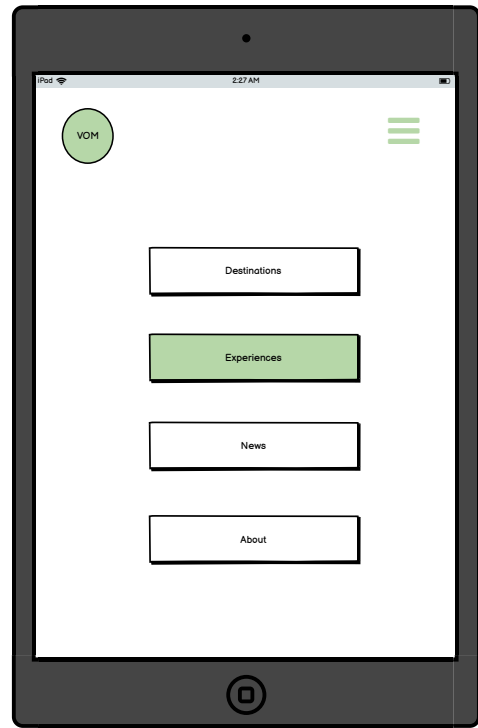 iPad 2:27 AM
VOM
Destinations
Experiences
News
About